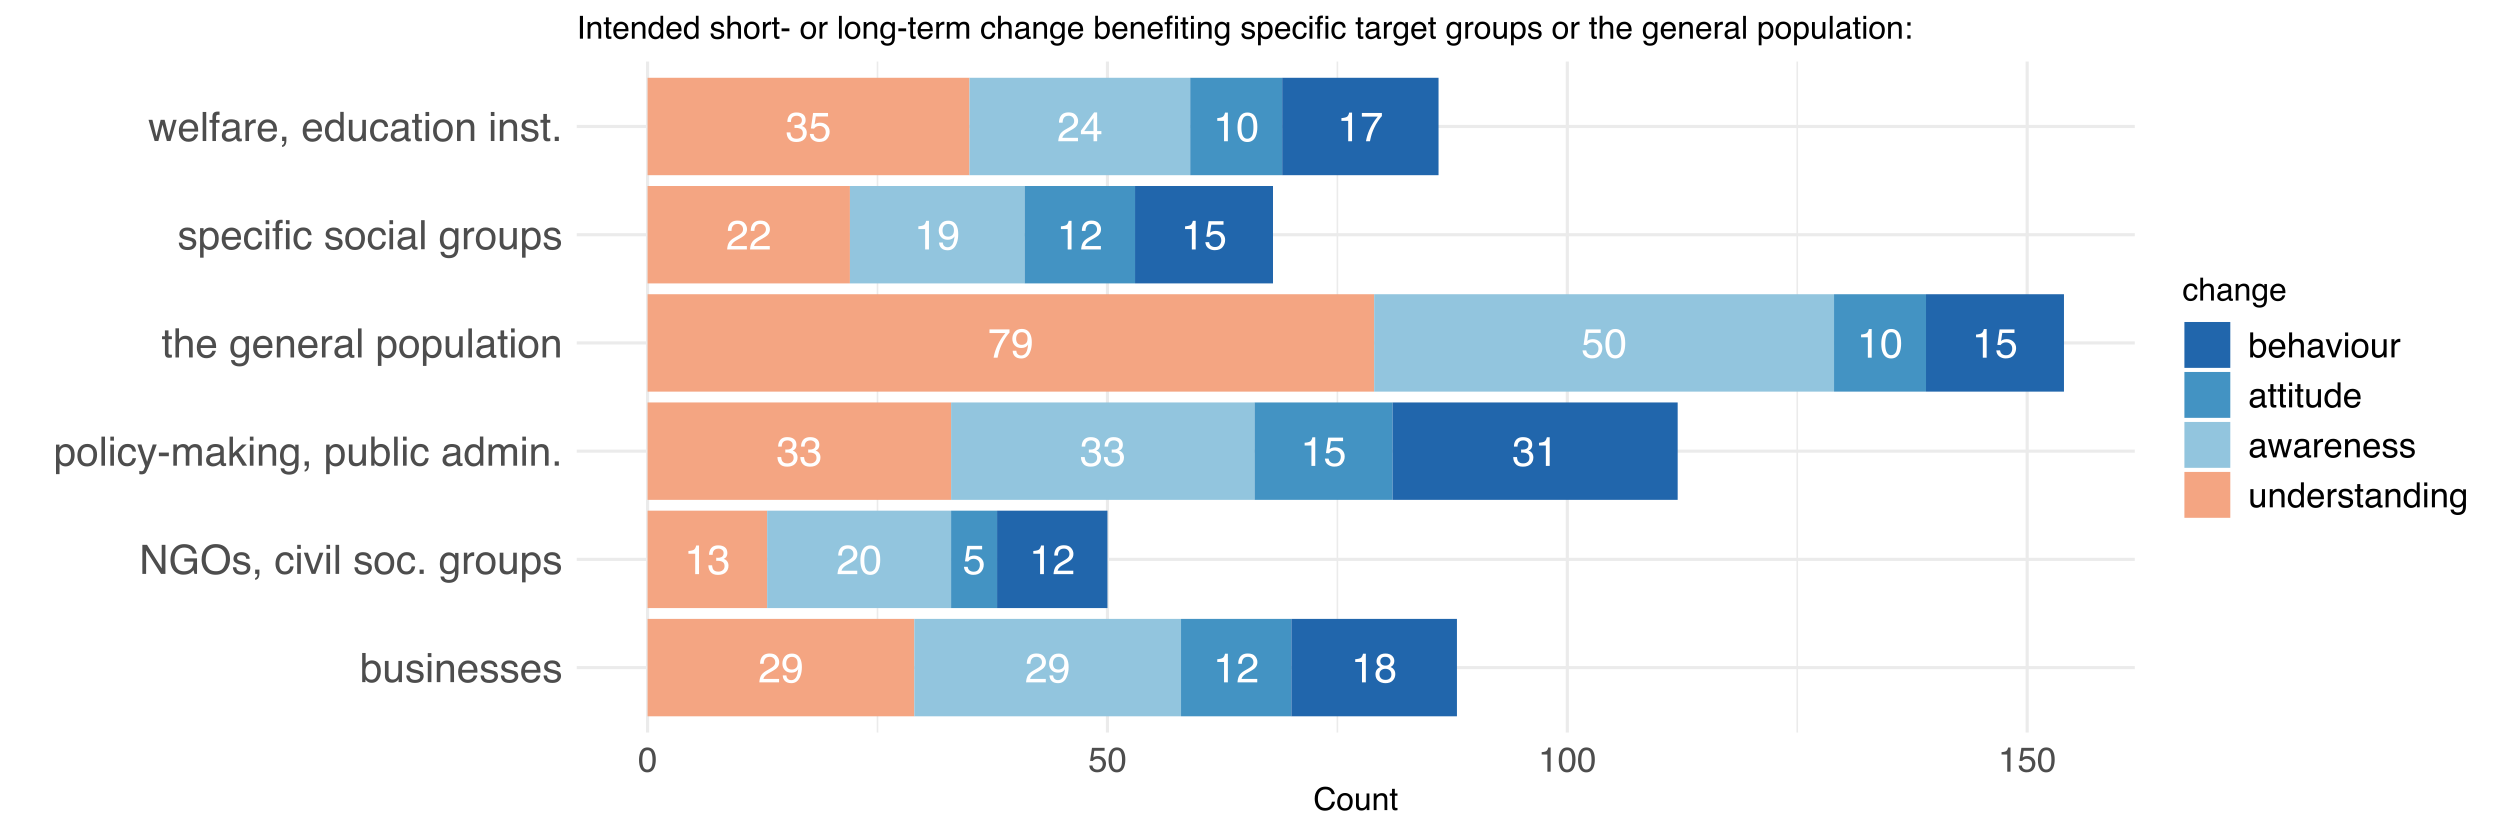 Intended short- or long-term change benefiting specific target groups or the general population:
welfare, education inst.
35 24 10 17
specific social groups
22 19 12 15
the general population
79 50 10 15
policy-making, public admin.
33 33 15 31
NGOs, civil soc. groups
13 20 5 12
businesses
29 29 12 18
0 50 100 150
Count
change
behaviour
attitude
awareness
understanding